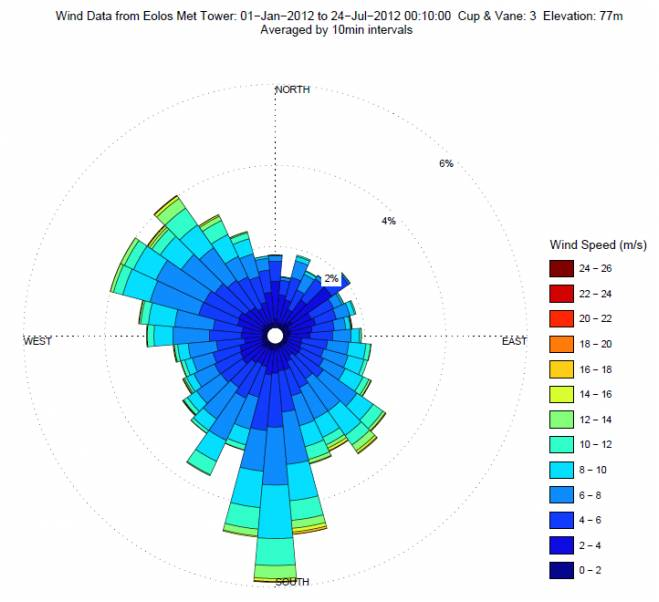 Wind Data from Eolos Met Tower: 01−Jan−2012 to 24−Jul−2012 00:10:00 Cup & Vane: 3 Elevation: 77m
Averaged by 10min intervals
NORTH
6%
4%
2%
WEST
EAST
SOUTH
Wind Speed (m/s)
24 − 26
22 − 24
20 − 22
18 − 20
16 − 18
14 − 16
12 − 14
10 − 12
8 − 10
6 − 8
4 − 6
2 − 4
0 − 2